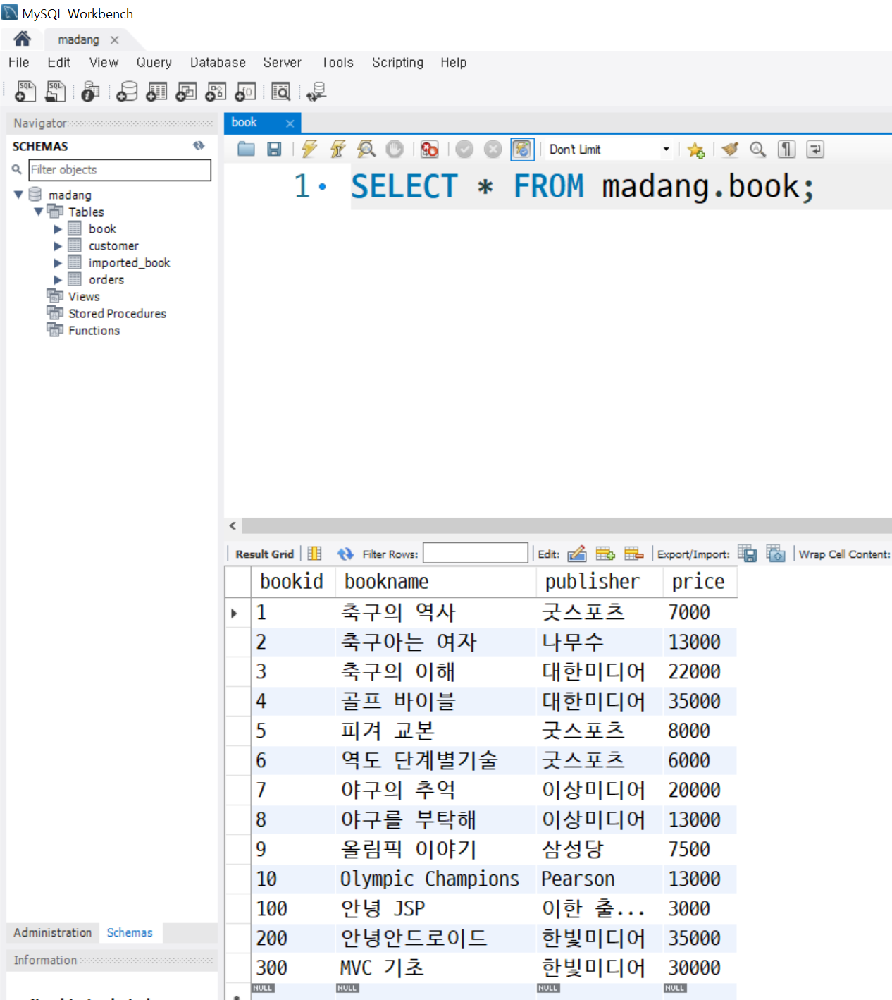 MySQL Workbench
madang
File Edit View Query Database Server Tools Scripting Help
Navigator
SCHEMAS
Filter objects
madang
Tables
book
customer
imported_book
orders
Views
Stored Procedures
Functions
Administration Schemas
Information
book
Don't Limit
1 SELECT * FROM madang.book;
Result Grid Filter Rows: Edit: Export/Import: Wrap Cell Content:
bookid bookname publisher price
1 축구의 역사 굿스포츠 7000
2 축구아는 여자 나무수 13000
3 축구의 이해 대한미디어 22000
4 골프 바이블 대한미디어 35000
5 피겨 교본 굿스포츠 8000
6 역도 단계별기술 굿스포츠 6000
7 야구의 추억 이상미디어 20000
8 야구를 부탁해 이상미디어 13000
9 올림픽 이야기 삼성당 7500
10 Olympic Champions Pearson 13000
100 안녕 JSP 이한 출... 3000
200 안녕안드로이드 한빛미디어 35000
300 MVC 기초 한빛미디어 30000
NULL NULL NULL NULL